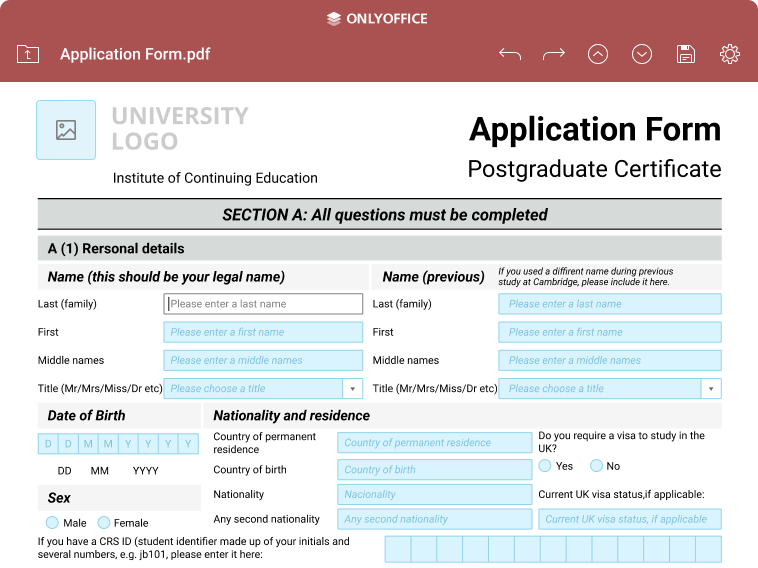 ONLYOFFICE
Application Form.pdf
UNIVERSITY
LOGO
Institute of Continuing Education
Application Form
Postgraduate Certificate
SECTION A: All questions must be completed
A (1) Rersonal details
Name (this should be your legal name)
Name (previous)
If you used a diffirent name during previous
study at Cambridge, please include it here.
Last (family)
Please enter a last name
Last (family)
Please enter a last name
First
Please enter a first name
First
Please enter a first name
Middle names
Please enter a middle names
Middle names
Please enter a middle names
Title (Mr/Mrs/Miss/Dr etc)
Please choose a title
Title (Mr/Mrs/Miss/Dr etc)
Please choose a title
Date of Birth
D D M M Y Y Y Y
DD MM YYYY
Sex
Male Female
Nationality and residence
Country of permanent
residence
Country of permanent residence
Country of birth
Country of birth
Nationality
Nacionality
Any second nationality
Any second nationality
Do you require a visa to study in the
UK?
Yes No
Current UK visa status,if applicable:
Current UK visa status, if applicable
If you have a CRS ID (student identifier made up of your initials and
several numbers, e.g. jb101, please enter it here: